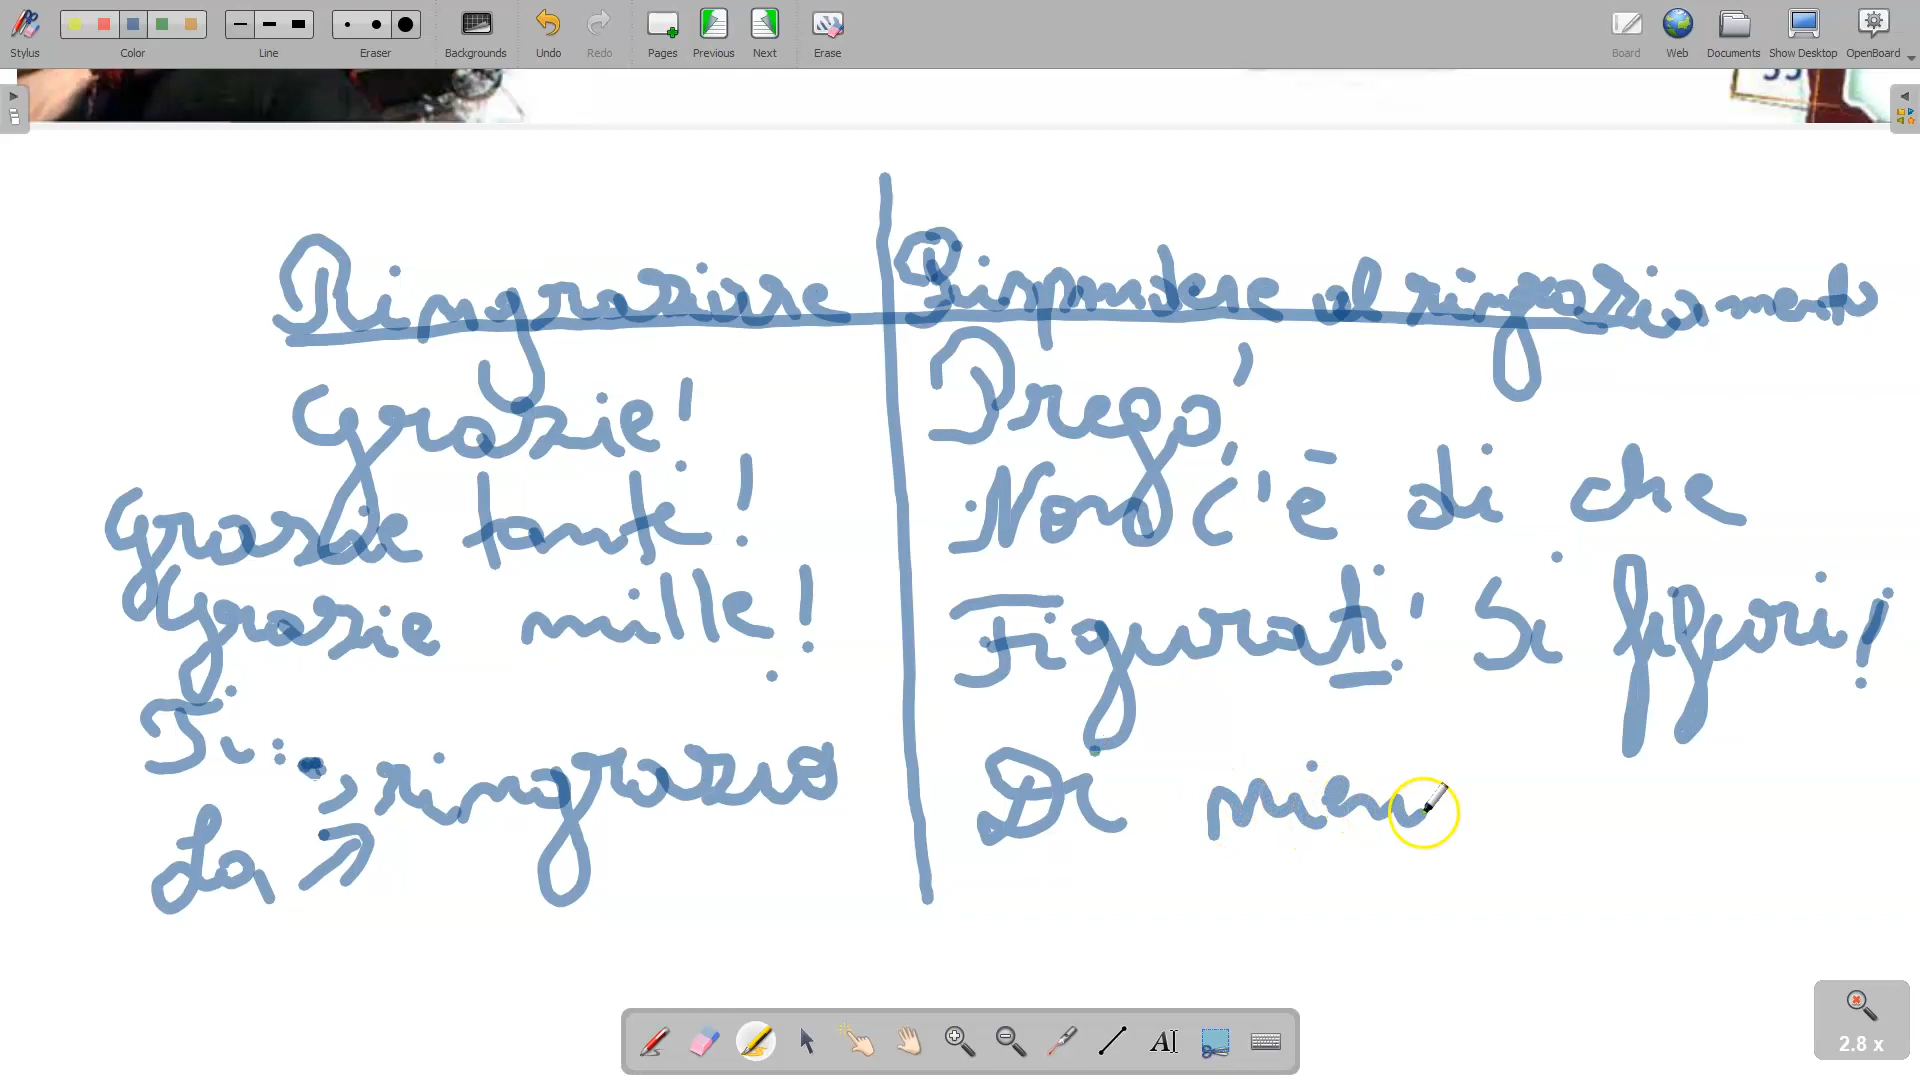 Stylus
Color
Line
Eraser
Backgrounds
Undo
Redo
Pages
Previous
Next
Erase
Board
Web
Documents
Show Desktop
OpenBoard
Ringraziare
Rispondere al ringraziamento
Grazie!
Prego!
Grazie tante!
Non c'è di che
Grazie mille!
Figurati! Si figuri!
Ti
ringrazio
La
Di nien
2.8 x